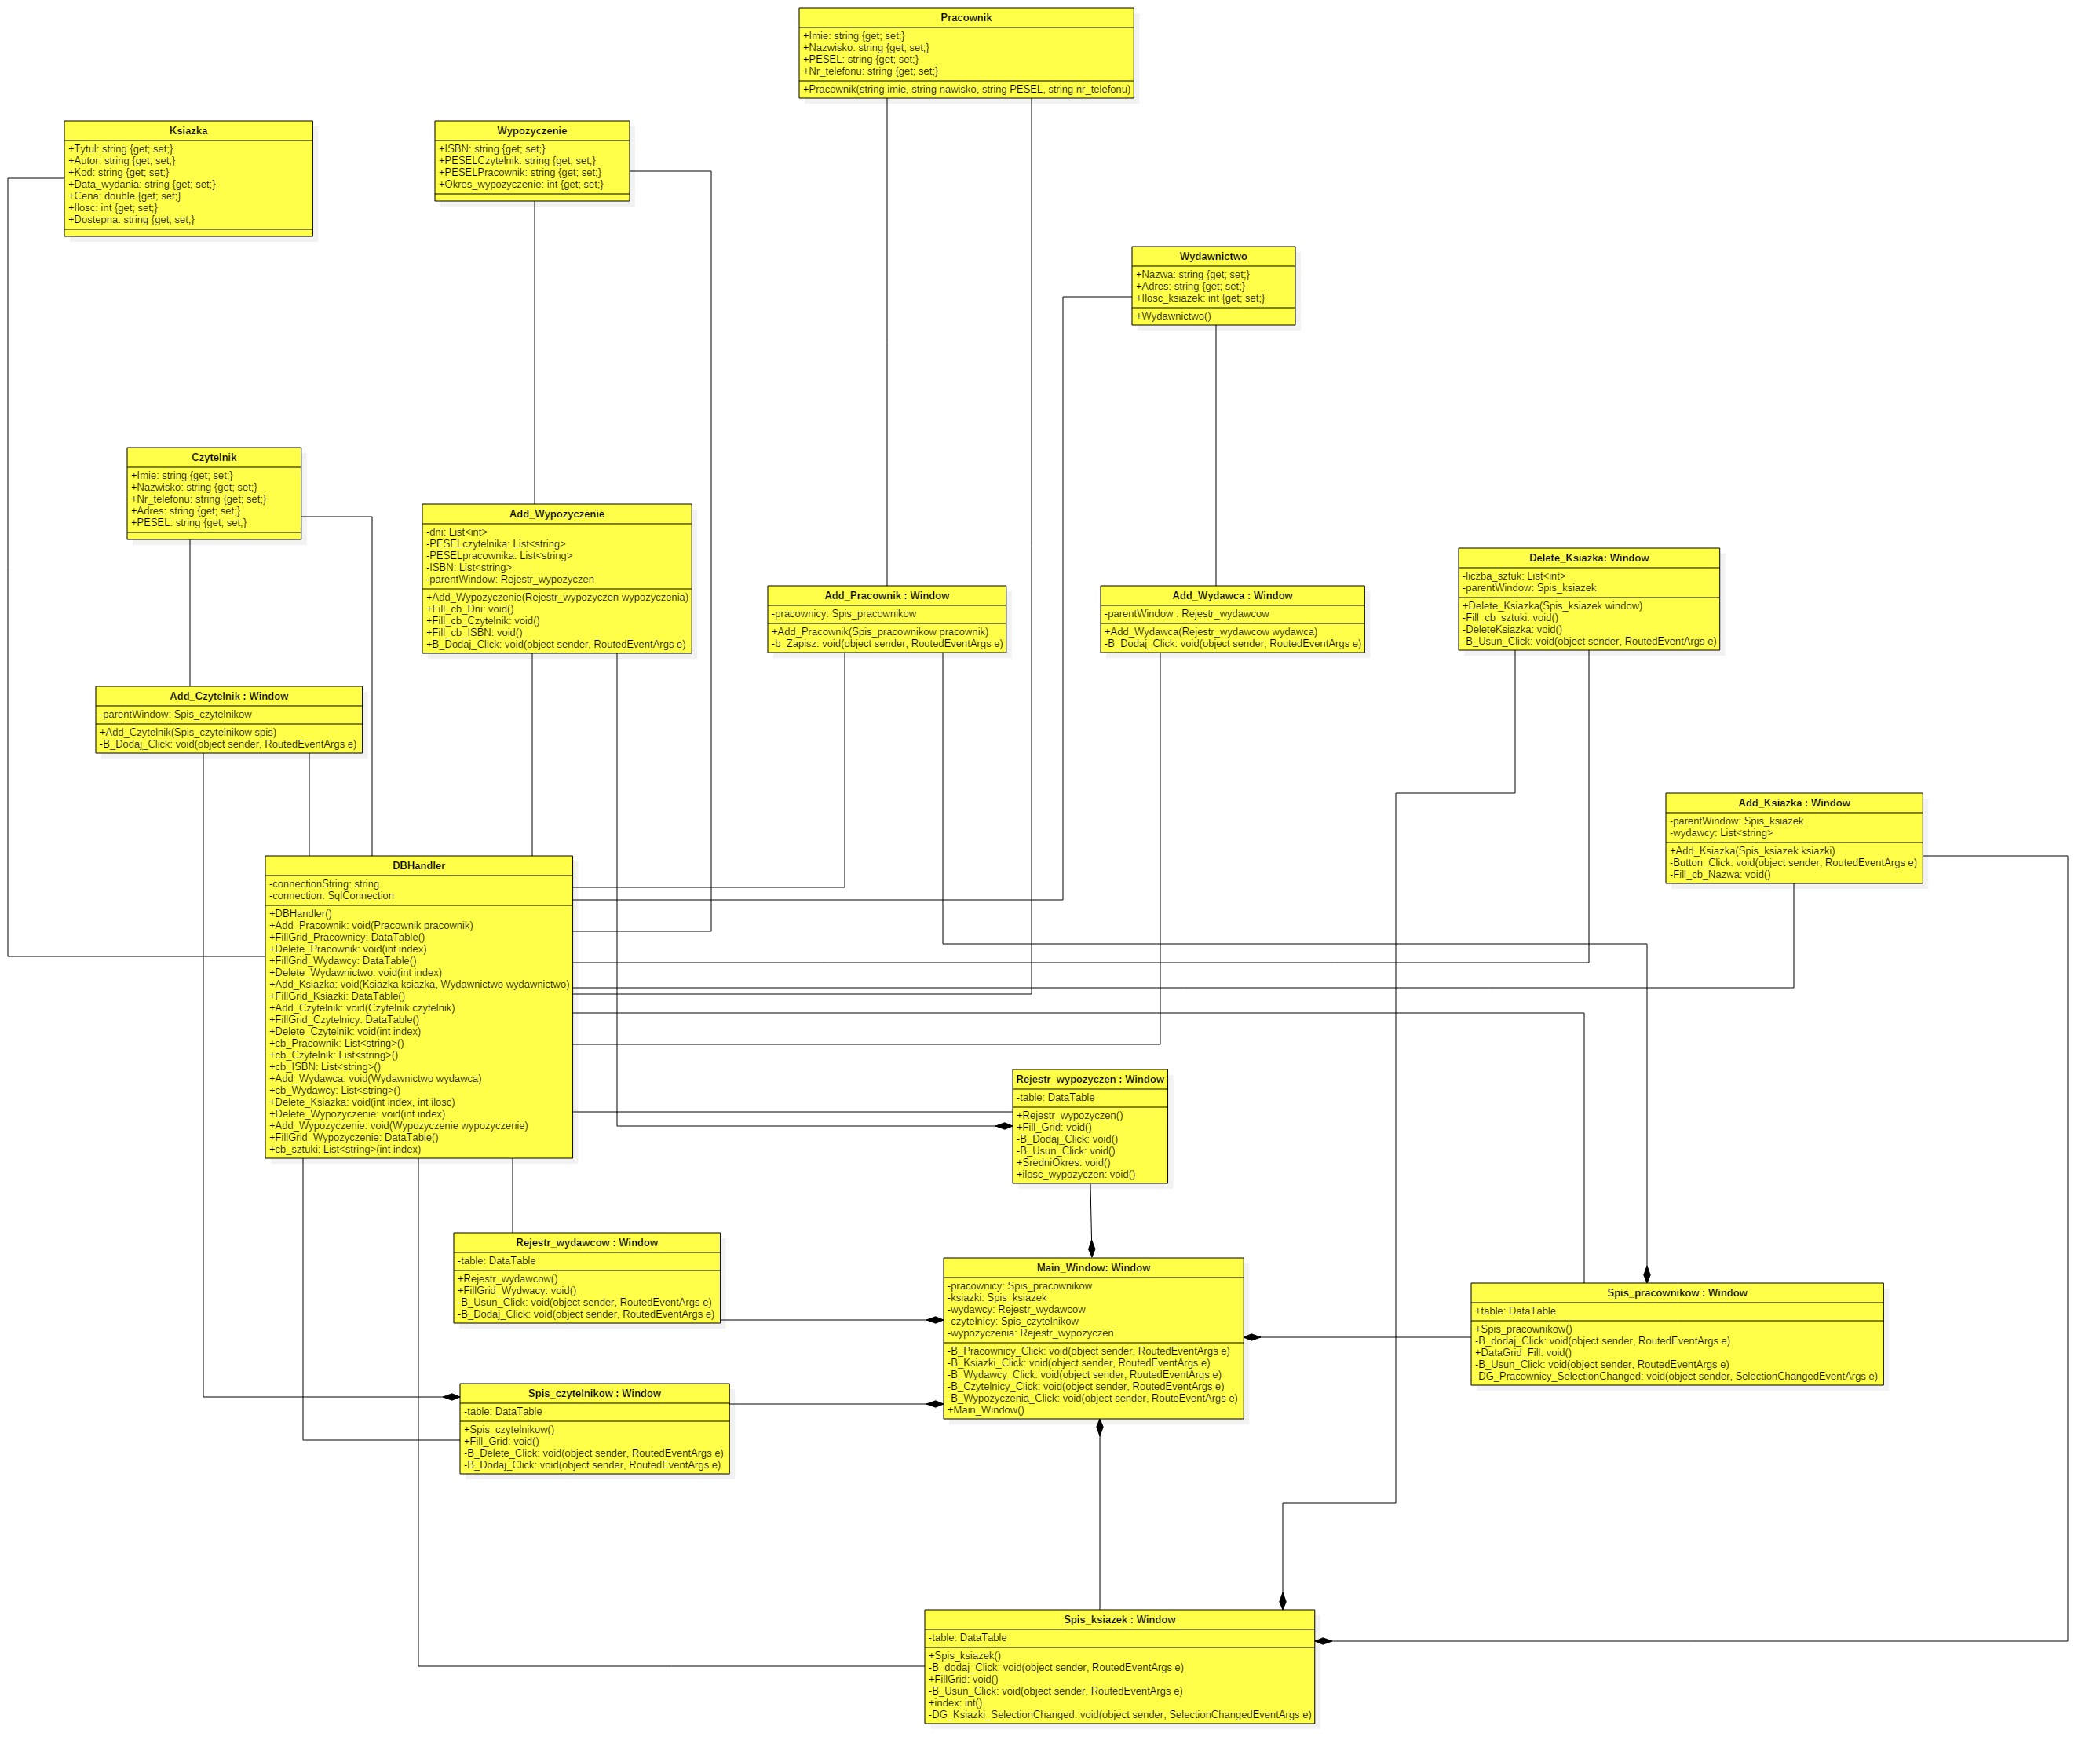 Pracownik
+Imie: string {get; set;}
+Nazwisko: string {get; set;}
+PESEL: string {get; set;}
+Nr_telefonu: string {get; set;}
+Pracownik(string imie, string nawisko, string PESEL, string nr_telefonu)
Ksiazka
+Tytul: string {get; set;}
+Autor: string {get; set;}
+Kod: string {get; set;}
+Data_wydania: string {get; set;}
+Cena: double {get; set;}
+Ilosc: int {get; set;}
+Dostepna: string {get; set;}
Wypozyczenie
+ISBN: string {get; set;}
+PESELCzytelnik: string {get; set;}
+PESELPracownik: string {get; set;}
+Okres_wypozyczenie: int {get; set;}
Wydawnictwo
+Nazwa: string {get; set;}
+Adres: string {get; set;}
+Ilosc_ksiazek: int {get; set;}
+Wydawnictwo()
Czytelnik
+Imie: string {get; set;}
+Nazwisko: string {get; set;}
+Nr_telefonu: string {get; set;}
+Adres: string {get; set;}
+PESEL: string {get; set;}
Add_Wypozyczenie
-dni: List<int>
-PESELczytelnika: List<string>
-PESELpracownika: List<string>
-ISBN: List<string>
-parentWindow: Rejestr_wypozyczen
+Add_Wypozyczenie(Rejestr_wypozyczen wypozyczenia)
+Fill_cb_Dni: void()
+Fill_cb_Czytelnik: void()
+Fill_cb_ISBN: void()
+B_Dodaj_Click: void(object sender, RoutedEventArgs e)
Add_Pracownik : Window
-pracownicy: Spis_pracownikow
+Add_Pracownik(Spis_pracownikow pracownik)
-b_Zapisz: void(object sender, RoutedEventArgs e)
Add_Wydawca : Window
-parentWindow : Rejestr_wydawcow
+Add_Wydawca(Rejestr_wydawcow wydawca)
-B_Dodaj_Click: void(object sender, RoutedEventArgs e)
Delete_Ksiazka: Window
-liczba_sztuk: List<int>
-parentWindow: Spis_ksiazek
+Delete_Ksiazka(Spis_ksiazek window)
-Fill_cb_sztuki: void()
-DeleteKsiazka: void()
-B_Usun_Click: void(object sender, RoutedEventArgs e)
Add_Czytelnik : Window
-parentWindow: Spis_czytelnikow
+Add_Czytelnik(Spis_czytelnikow spis)
-B_Dodaj_Click: void(object sender, RoutedEventArgs e)
Add_Ksiazka : Window
-parentWindow: Spis_ksiazek
-wydawcy: List<string>
+Add_Ksiazka(Spis_ksiazek ksiazki)
-Button_Click: void(object sender, RoutedEventArgs e)
-Fill_cb_Nazwa: void()
DBHandler
-connectionString: string
-connection: SqlConnection
+DBHandler()
+Add_Pracownik: void(Pracownik pracownik)
+FillGrid_Pracownicy: DataTable()
+Delete_Pracownik: void(int index)
+FillGrid_Wydawcy: DataTable()
+Delete_Wydawnictwo: void(int index)
+Add_Ksiazka: void(Ksiazka ksiazka, Wydawnictwo wydawnictwo)
+FillGrid_Ksiazki: DataTable()
+Add_Czytelnik: void(Czytelnik czytelnik)
+FillGrid_Czytelnicy: DataTable()
+Delete_Czytelnik: void(int index)
+cb_Pracownik: List<string>()
+cb_Czytelnik: List<string>()
+cb_ISBN: List<string>()
+Add_Wydawca: void(Wydawnictwo wydawca)
+cb_Wydawcy: List<string>()
+Delete_Ksiazka: void(int index, int ilosc)
+Delete_Wypozyczenie: void(int index)
+Add_Wypozyczenie: void(Wypozyczenie wypozyczenie)
+FillGrid_Wypozyczenie: DataTable()
+cb_sztuki: List<string>(int index)
Rejestr_wypozyczen : Window
-table: DataTable
+Rejestr_wypozyczen()
+Fill_Grid: void()
-B_Dodaj_Click: void()
-B_Usun_Click: void()
+SredniOkres: void()
+ilosc_wypozyczen: void()
Rejestr_wydawcow : Window
-table: DataTable
+Rejestr_wydawcow()
+FillGrid_Wydwacy: void()
-B_Usun_Click: void(object sender, RoutedEventArgs e)
-B_Dodaj_Click: void(object sender, RoutedEventArgs e)
Main_Window: Window
-pracownicy: Spis_pracownikow
-ksiazki: Spis_ksiazek
-wydawcy: Rejestr_wydawcow
-czytelnicy: Spis_czytelnikow
-wypozyczenia: Rejestr_wypozyczen
-B_Pracownicy_Click: void(object sender, RoutedEventArgs e)
-B_Ksiazki_Click: void(object sender, RoutedEventArgs e)
-B_Wydawcy_Click: void(object sender, RoutedEventArgs e)
-B_Czytelnicy_Click: void(object sender, RoutedEventArgs e)
-B_Wypozyczenia_Click: void(object sender, RouteEventArgs e)
+Main_Window()
Spis_pracownikow : Window
+table: DataTable
+Spis_pracownikow()
-B_dodaj_Click: void(object sender, RoutedEventArgs e)
+DataGrid_Fill: void()
-B_Usun_Click: void(object sender, RoutedEventArgs e)
-DG_Pracownicy_SelectionChanged: void(object sender, SelectionChangedEventArgs e)
Spis_czytelnikow : Window
-table: DataTable
+Spis_czytelnikow()
+Fill_Grid: void()
-B_Delete_Click: void(object sender, RoutedEventArgs e)
-B_Dodaj_Click: void(object sender, RoutedEventArgs e)
Spis_ksiazek : Window
-table: DataTable
+Spis_ksiazek()
-B_dodaj_Click: void(object sender, RoutedEventArgs e)
+FillGrid: void()
-B_Usun_Click: void(object sender, RoutedEventArgs e)
+index: int()
-DG_Ksiazki_SelectionChanged: void(object sender, SelectionChangedEventArgs e)